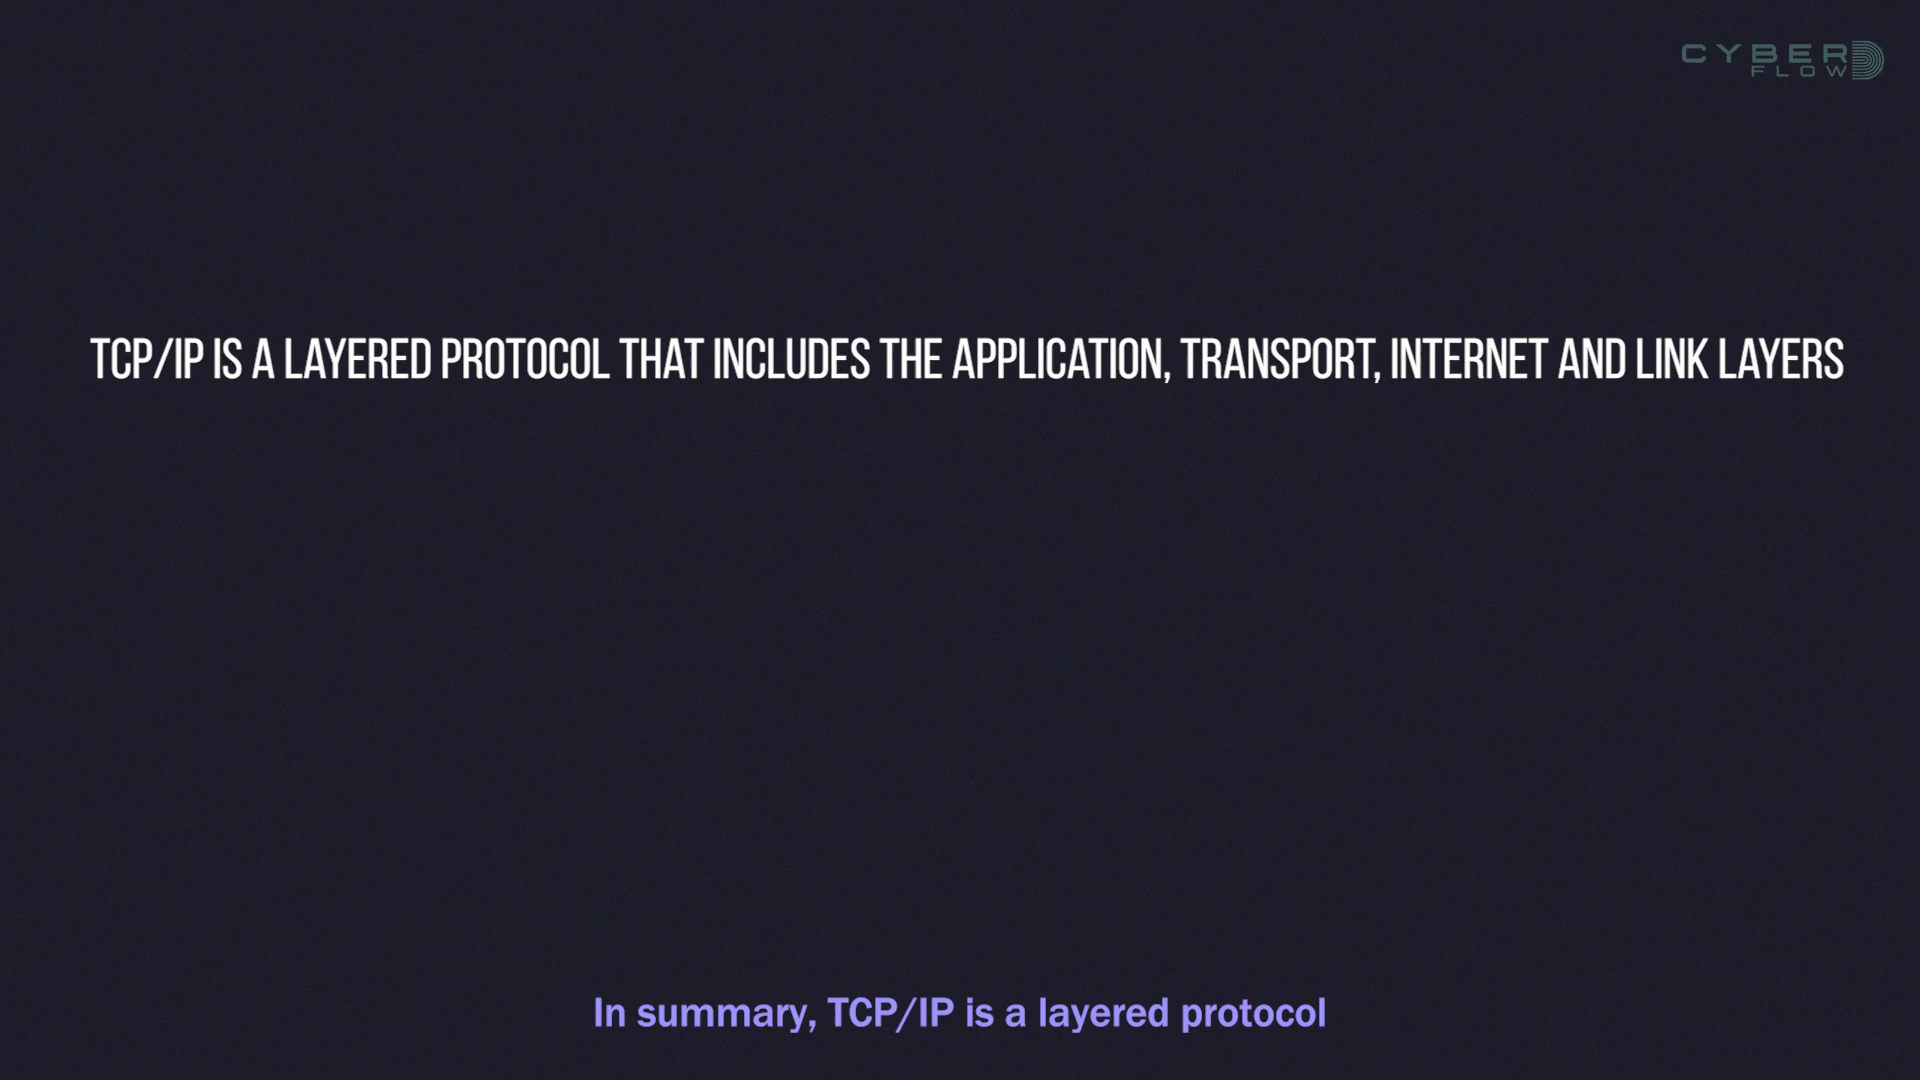 CYBER
FLOW
TCP/IP IS A LAYERED PROTOCOL THAT INCLUDES THE APPLICATION, TRANSPORT, INTERNET AND LINK LAYERS
In summary, TCP/IP is a layered protocol